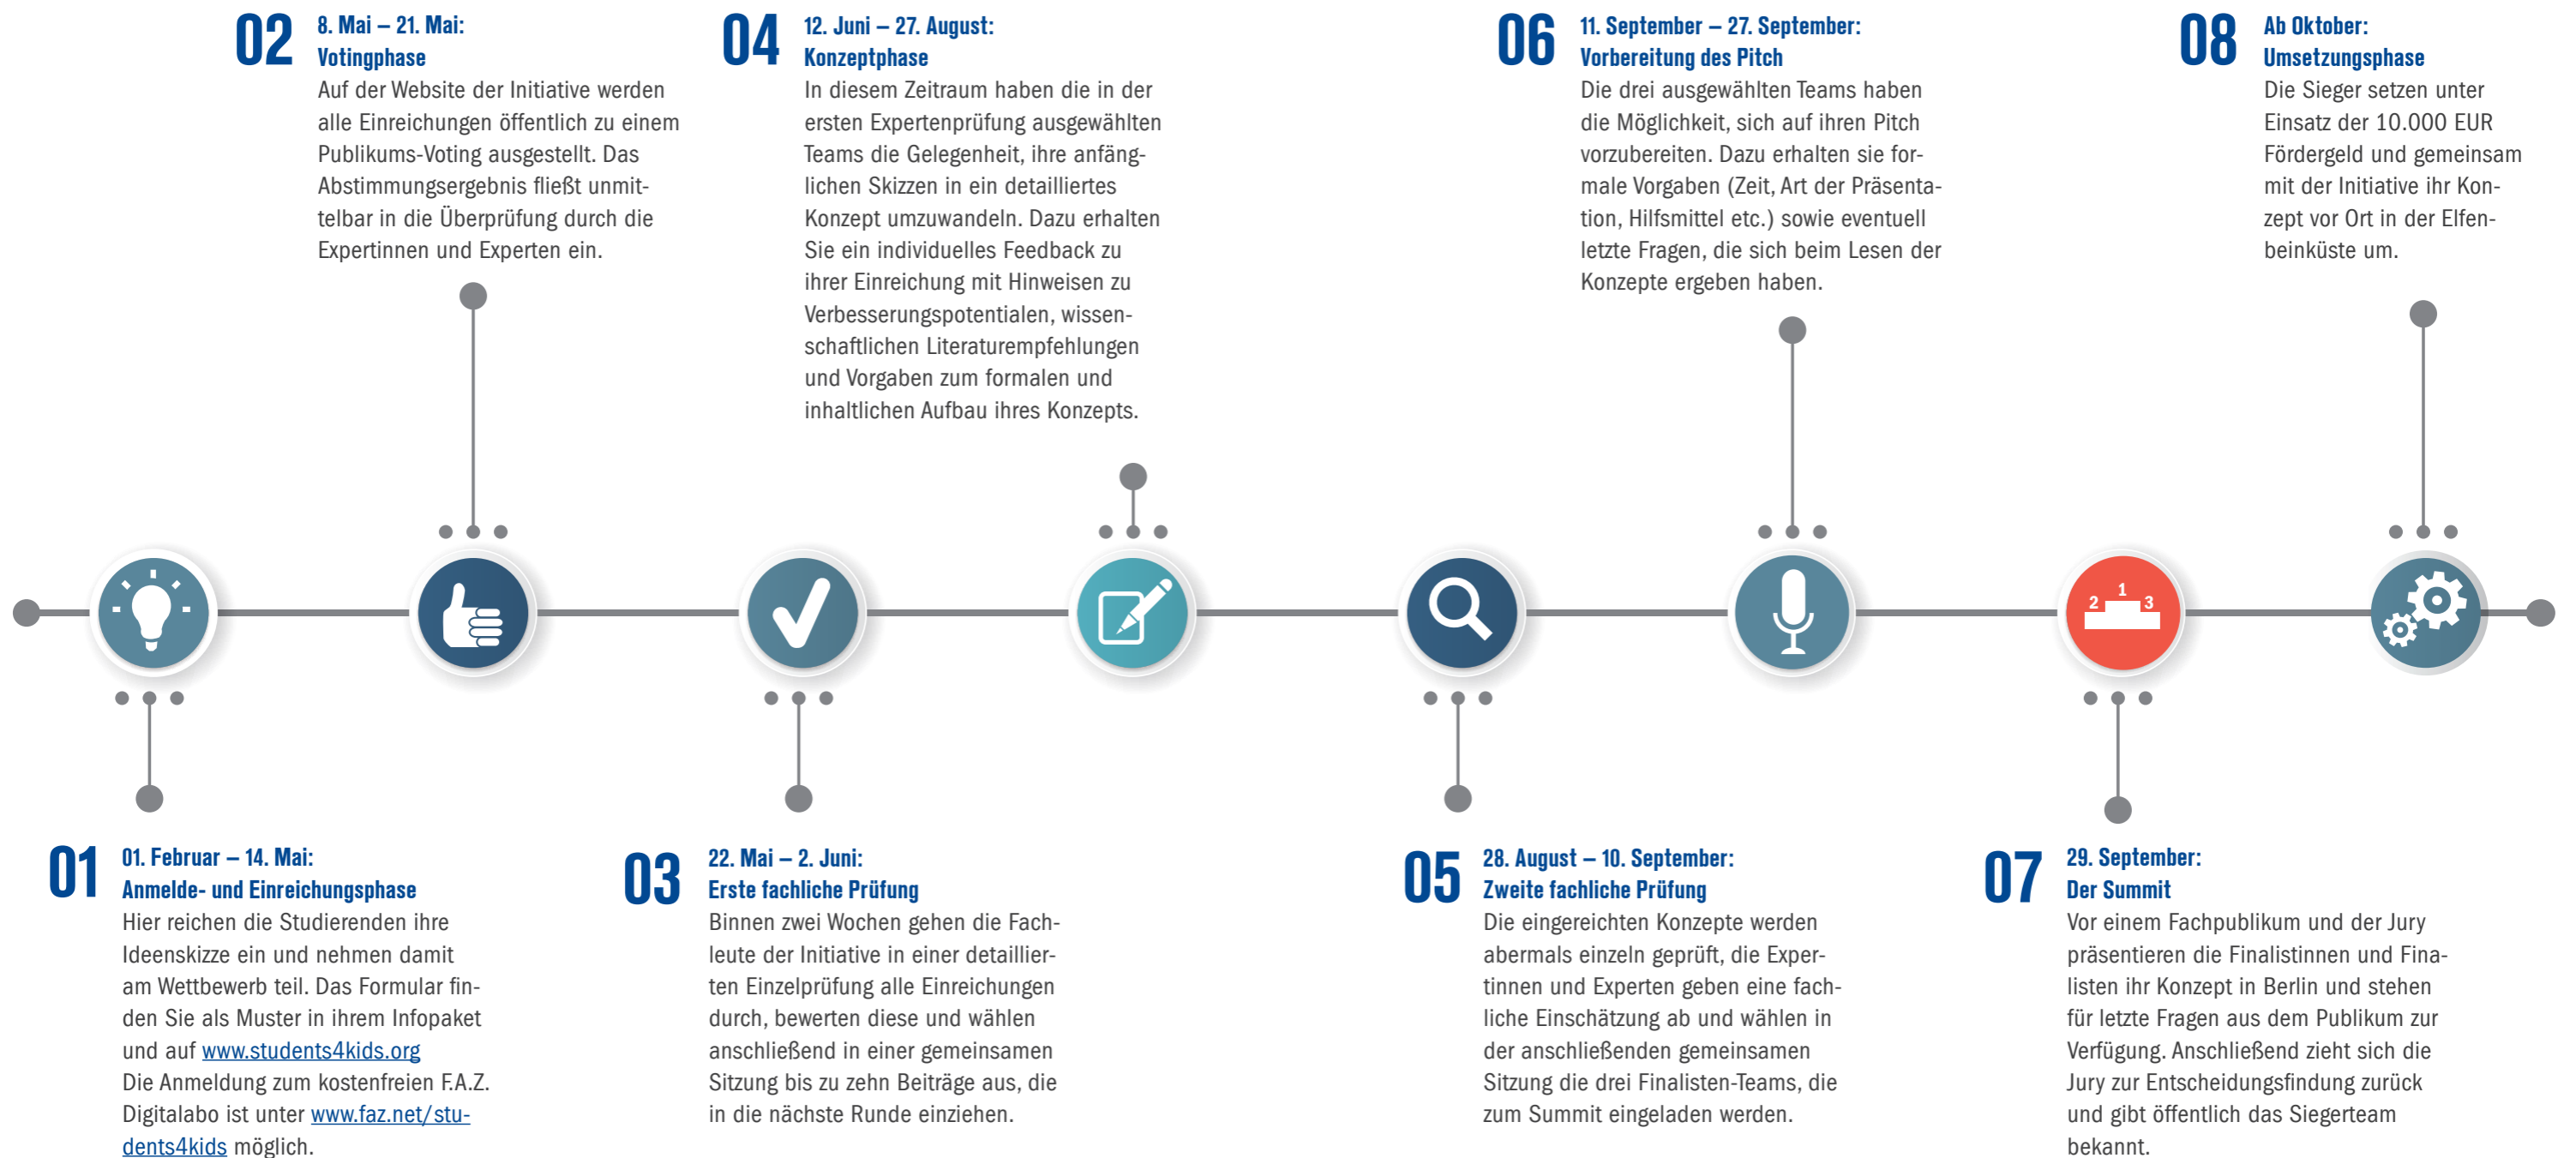 01
01. Februar – 14. Mai:
Anmelde- und Einreichungsphase
Hier reichen die Studierenden ihre
Ideenskizze ein und nehmen damit
am Wettbewerb teil. Das Formular fin-
den Sie als Muster in ihrem Infopaket
und auf www.students4kids.org
Die Anmeldung zum kostenfreien F.A.Z.
Digitalabo ist unter www.faz.net/stu-
dents4kids möglich.
02
8. Mai – 21. Mai:
Votingphase
Auf der Website der Initiative werden
alle Einreichungen öffentlich zu einem
Publikums-Voting ausgestellt. Das
Abstimmungsergebnis fließt unmit-
telbar in die Überprüfung durch die
Expertinnen und Experten ein.
03
22. Mai – 2. Juni:
Erste fachliche Prüfung
Binnen zwei Wochen gehen die Fach-
leute der Initiative in einer detaillier-
ten Einzelprüfung alle Einreichungen
durch, bewerten diese und wählen
anschließend in einer gemeinsamen
Sitzung bis zu zehn Beiträge aus, die
in die nächste Runde einziehen.
04
12. Juni – 27. August:
Konzeptphase
In diesem Zeitraum haben die in der
ersten Expertenprüfung ausgewählten
Teams die Gelegenheit, ihre anfäng-
lichen Skizzen in ein detailliertes
Konzept umzuwandeln. Dazu erhalten
Sie ein individuelles Feedback zu
ihrer Einreichung mit Hinweisen zu
Verbesserungspotentialen, wissen-
schaftlichen Literaturempfehlungen
und Vorgaben zum formalen und
inhaltlichen Aufbau ihres Konzepts.
05
28. August – 10. September:
Zweite fachliche Prüfung
Die eingereichten Konzepte werden
abermals einzeln geprüft, die Exper-
tinnen und Experten geben eine fach-
liche Einschätzung ab und wählen in
der anschließenden gemeinsamen
Sitzung die drei Finalisten-Teams, die
zum Summit eingeladen werden.
06
11. September – 27. September:
Vorbereitung des Pitch
Die drei ausgewählten Teams haben
die Möglichkeit, sich auf ihren Pitch
vorzubereiten. Dazu erhalten sie for-
male Vorgaben (Zeit, Art der Präsenta-
tion, Hilfsmittel etc.) sowie eventuell
letzte Fragen, die sich beim Lesen der
Konzepte ergeben haben.
2 1 3
07
29. September:
Der Summit
Vor einem Fachpublikum und der Jury
präsentieren die Finalistinnen und Fina-
listen ihr Konzept in Berlin und stehen
für letzte Fragen aus dem Publikum zur
Verfügung. Anschließend zieht sich die
Jury zur Entscheidungsfindung zurück
und gibt öffentlich das Siegerteam
bekannt.
08
Ab Oktober:
Umsetzungsphase
Die Sieger setzen unter
Einsatz der 10.000 EUR
Fördergeld und gemeinsam
mit der Initiative ihr Kon-
zept vor Ort in der Elfen-
beinküste um.